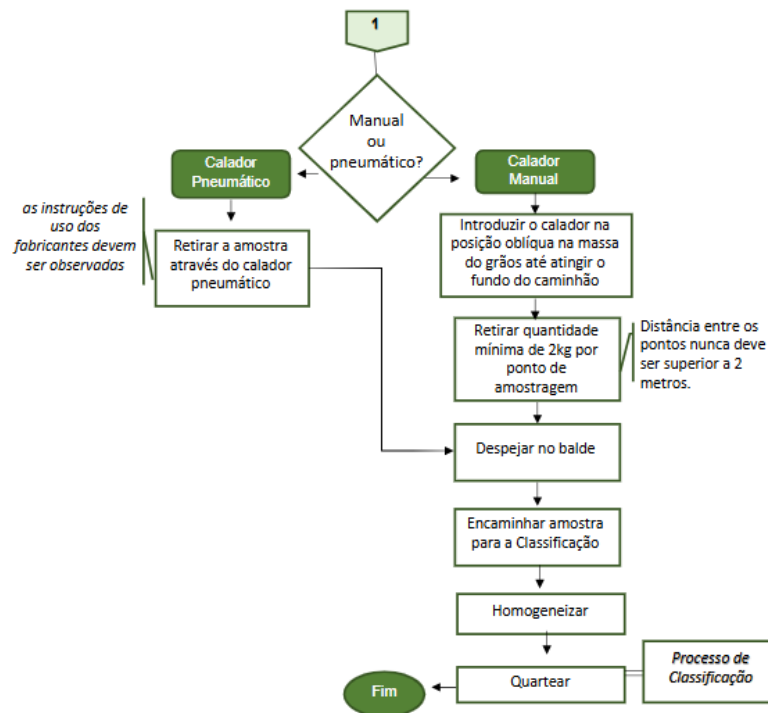 1
Manual
ou
pneumático?
Calador
Pneumático
Calador
Manual
as instruções de
uso dos
fabricantes devem
ser observadas
Retirar a amostra
através do calador
pneumático
Introduzir o calador na
posição oblíqua na massa
do grãos até atingir o
fundo do caminhão
Retirar quantidade
mínima de 2kg por
ponto de
amostragem
Distância entre os
pontos nunca deve
ser superior a 2
metros.
Despejar no balde
Encaminhar amostra
para a Classificação
Homogeneizar
Quartear
Processo de
Classificação
Fim